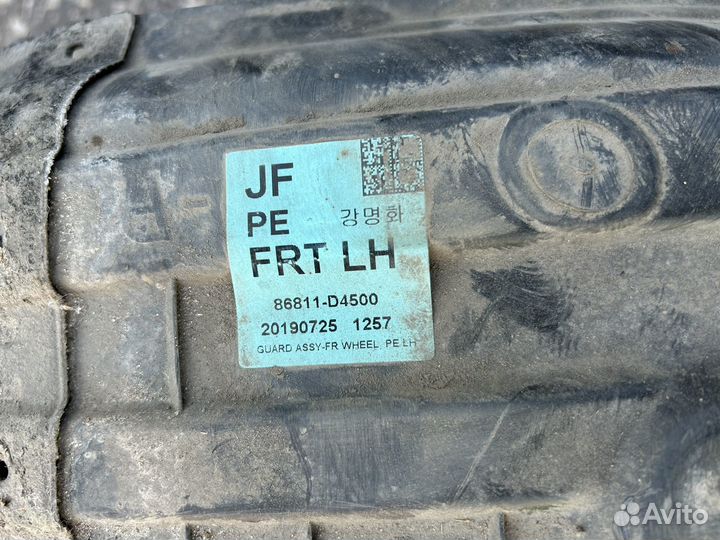 JF
PE 강명화
FRT LH
86811-D4500
20190725 1257
GUARD ASSY-FR WHEEL, PE LH
Avito